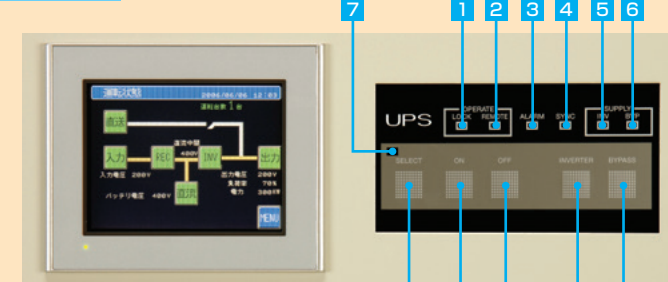 7 1 2 3 4 5 6
運転状態 2006/06/06 12:03
運転台数 1 台
直送
直流中間
400V
入力 REC INV 出力
入力電圧 200V
出力電圧 200V
負荷率 70%
電力 300kW
バッテリ電圧 400V
直流
MENU
UPS
OPERATE SUPPLY
LOCK REMOTE ALARM SYNC INV BYP
SELECT ON OFF INVERTER BYPASS